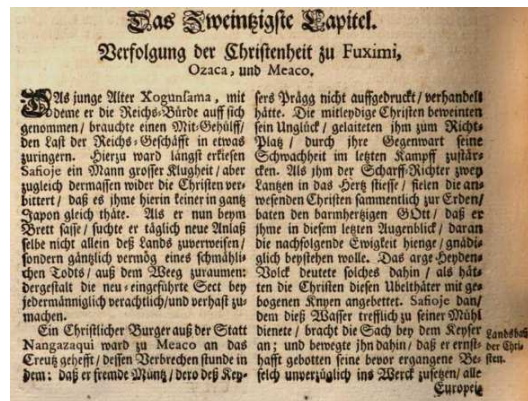 Das Zweintzigste Capitel.
Verfolgung der Christenheit zu Fuximi,
Ozaca, und Meaco.
DAs junge Alter Xogunsama, mit
deme er die Reichs-Bürde auff sich
genommen/ brauchte einen Mit-Gehülff/
den Last der Reichs-Geschäfft in etwas
zuringern. Hierzu ward längst erkiesen
Safioje ein Mann grosser Klugheit/ aber
zugleich dermassen wider die Christen ver-
bittert/ daß es ihme hierin keiner in gantz
Japon gleich thäte. Als er nun beym
Brett sasse/ suchte er täglich neue Anlaß
selbe nicht allein deß Lands zuverweisen/
sondern gäntzlich vermög eines schmähli-
chen Todts/ auß dem Weeg zuraumen:
dergestalt die neu-eingeführte Sect bey
jedermänniglich verachtlich/und verhast zu-
machen.
Ein Christlicher Burger auß der Statt
Nangazaqui ward zu Meaco an das
Creutz gehefft/ dessen Verbrechen stunde in
dem: daß er fremde Müntz/ dero deß Key-
sers Prägg nicht auffgedruckt/ verhandelt
hätte. Die mitleydige Christen beweinten
sein Unglück/ gelaiteten ihm zum Richt-
Platz/ durch ihre Gegenwart seine
Schwachheit im letzten Kampff zustär-
cken. Als ihm der Scharff-Richter zwey
Lantzen in das Hertz stiesse/ fielen die an-
wesenden Christen sammentlich zur Erden/
baten den barmhertzigen GOtt/ daß er
ihme in diesem letzten Augenblick/ daran
die nachfolgende Ewigkeit hienge/ gnädi-
glich beystehen wolle. Das arge Heyden-
Volck deutete solches dahin/ als hät-
ten die Christen diesen Ubelthäter mit ge-
bogenen Knyen angebettet. Safioje dan/
dem diß Wasser trefflich zu seiner Mühl
dienete/ bracht die Sach bey dem Keyser
an; und bewegte jhn dahin/ daß er ernst-
hafft gebotten seine bevor ergangene Be-
felch unverzüglich ins Werck zusetzen/ alle
Europei-
der Chri-
sten.